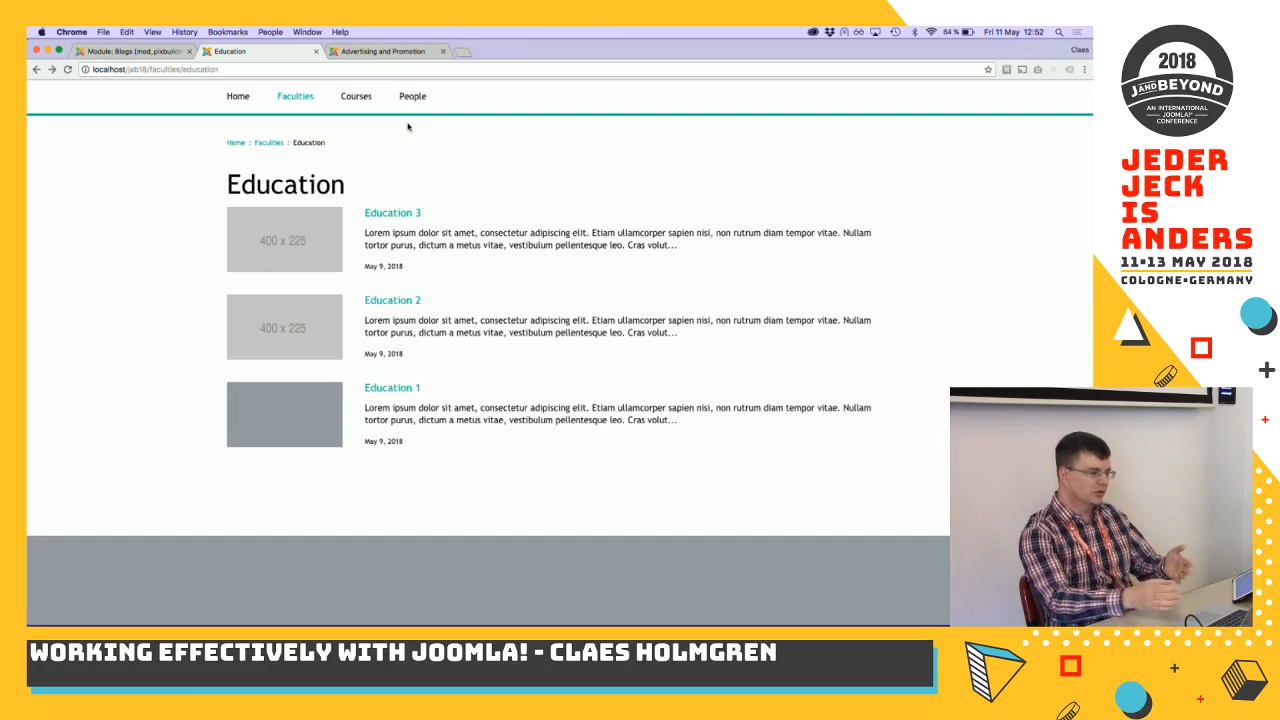 Chrome File Edit View History Bookmarks People Window Help
64 % Fri 11 May 12:52
Module: Blogs (mod_pixbuilde
Education
Advertising and Promotion
Claes
localhost/jab18/faculties/education
Home Faculties Courses People
Home : Faculties : Education
Education
400 x 225
Education 3
Lorem ipsum dolor sit amet, consectetur adipiscing elit. Etiam ullamcorper sapien nisi, non rutrum diam tempor vitae. Nullam
tortor purus, dictum a metus vitae, vestibulum pellentesque leo. Cras volut...
May 9, 2018
400 x 225
Education 2
Lorem ipsum dolor sit amet, consectetur adipiscing elit. Etiam ullamcorper sapien nisi, non rutrum diam tempor vitae. Nullam
tortor purus, dictum a metus vitae, vestibulum pellentesque leo. Cras volut...
May 9, 2018
Education 1
Lorem ipsum dolor sit amet, consectetur adipiscing elit. Etiam ullamcorper sapien nisi, non rutrum diam tempor vitae. Nullam
tortor purus, dictum a metus vitae, vestibulum pellentesque leo. Cras volut...
May 9, 2018
2018
J AND BEYOND
AN INTERNATIONAL
JOOMLA!®
CONFERENCE
JEDER
JECK
IS
ANDERS
11-13 MAY 2018
COLOGNE-GERMANY
WORKING EFFECTIVELY WITH JOOMLA! - CLAES HOLMGREN